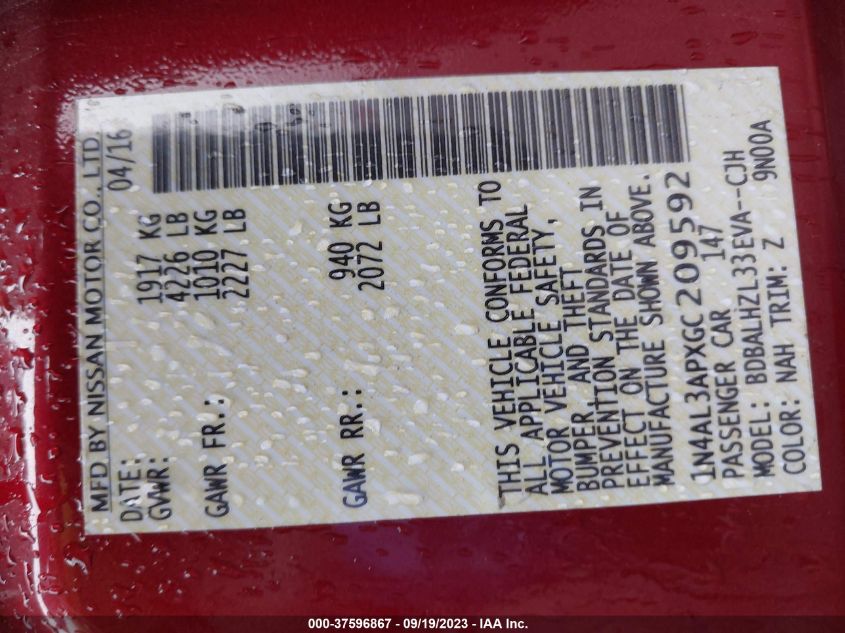 MFD BY NISSAN MOTOR CO., LTD.
DATE: 04/16
GVWR: 1917 KG
4226 LB
GAWR FR.: 1010 KG
2227 LB
GAWR RR.: 940 KG
2072 LB
THIS VEHICLE CONFORMS TO
ALL APPLICABLE FEDERAL
MOTOR VEHICLE SAFETY,
BUMPER, AND THEFT
PREVENTION STANDARDS IN
EFFECT ON THE DATE OF
MANUFACTURE SHOWN ABOVE.
1N4AL3APXGC209592
PASSENGER CAR 147
MODEL: BDBALHZL33EVA--CJH
COLOR: NAH TRIM: Z 9N00A
000-37596867 - 09/19/2023 - IAA Inc.